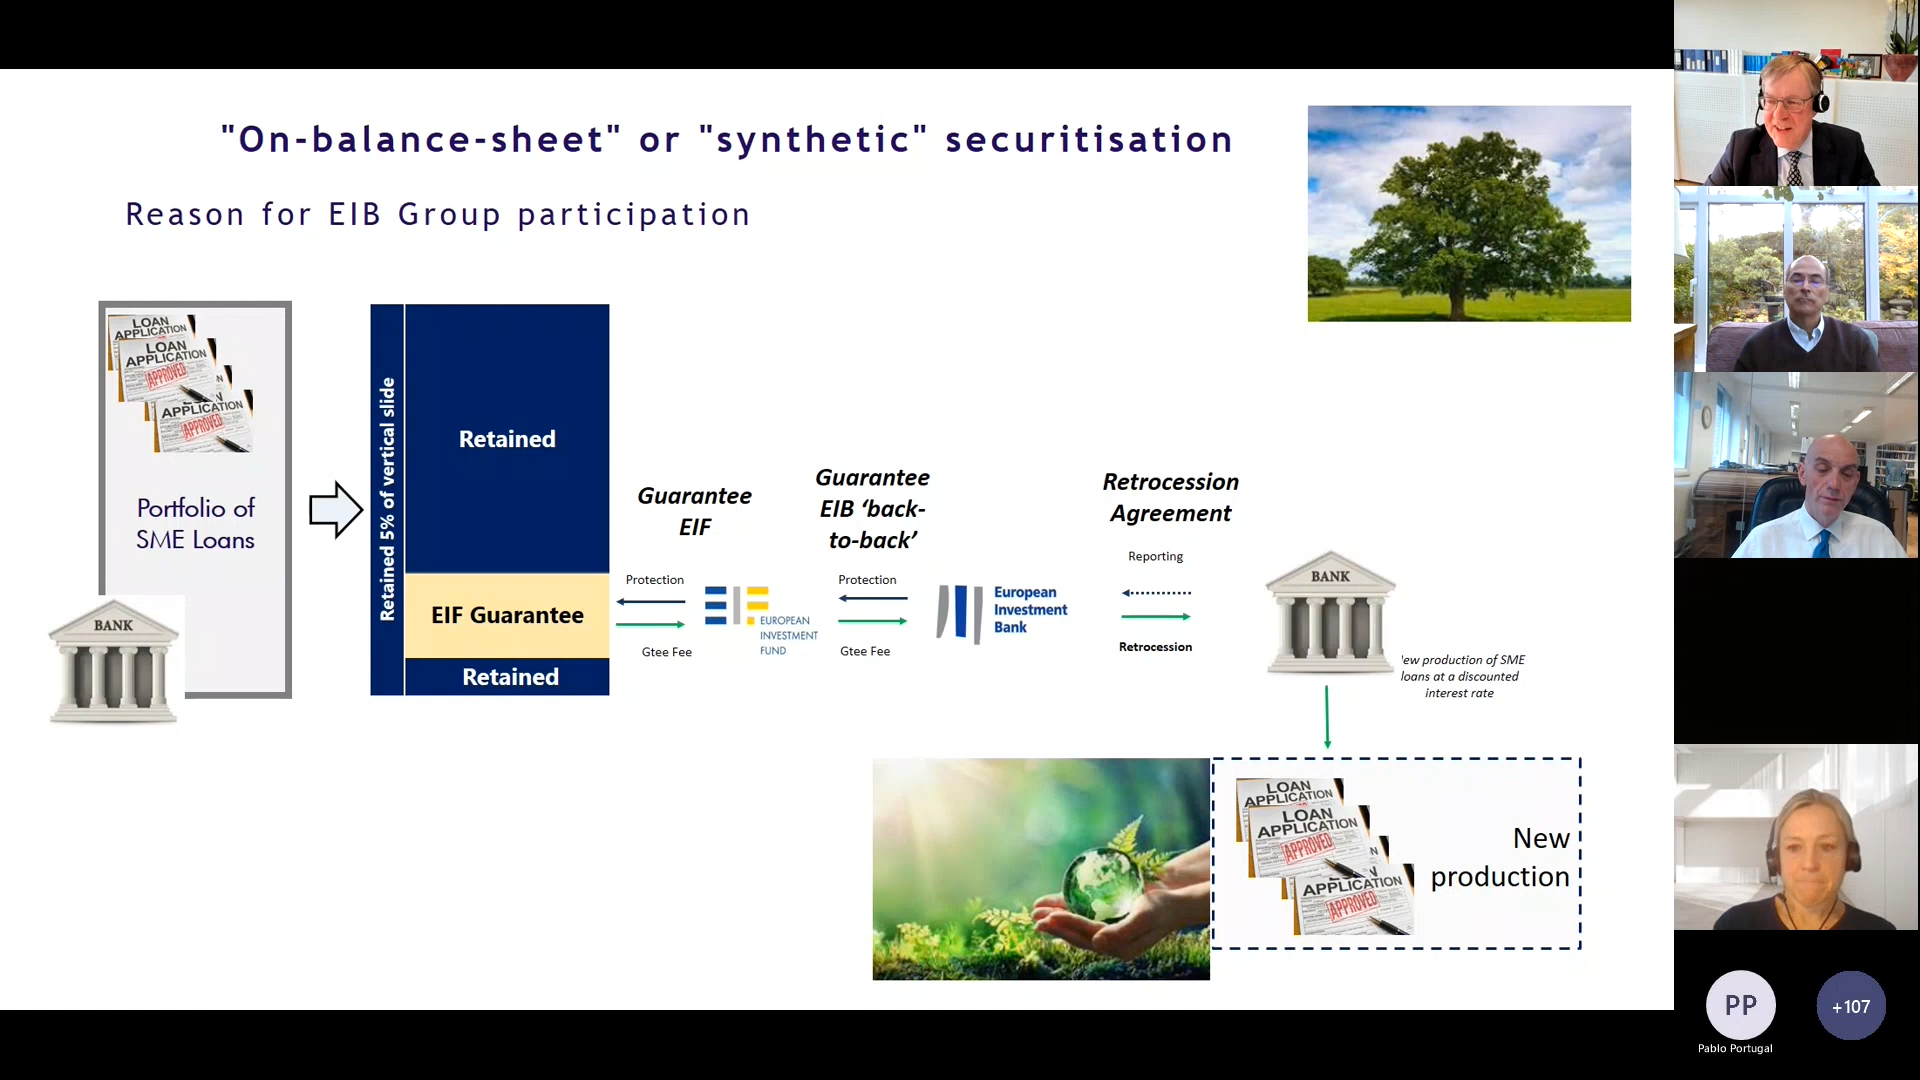 "On-balance-sheet" or "synthetic" securitisation
Reason for EIB Group participation
LOAN
APPLICATION
LOAN
APPLICATION
APPROVED
APPLICATION
APPROVED
Portfolio of
SME Loans
BANK
Retained 5% of vertical slide
Retained
EIF Guarantee
Retained
Guarantee
EIF
Protection
Gtee Fee
EUROPEAN
INVESTMENT
FUND
Guarantee
EIB ‘back-
to-back’
Protection
Gtee Fee
European
Investment
Bank
Retrocession
Agreement
Reporting
Retrocession
BANK
ew production of SME
loans at a discounted
interest rate
LOAN
APPLICATION
LOAN
APPLICATION
APPROVED
APPLICATION
APPROVED
New
production
PP
+107
Pablo Portugal